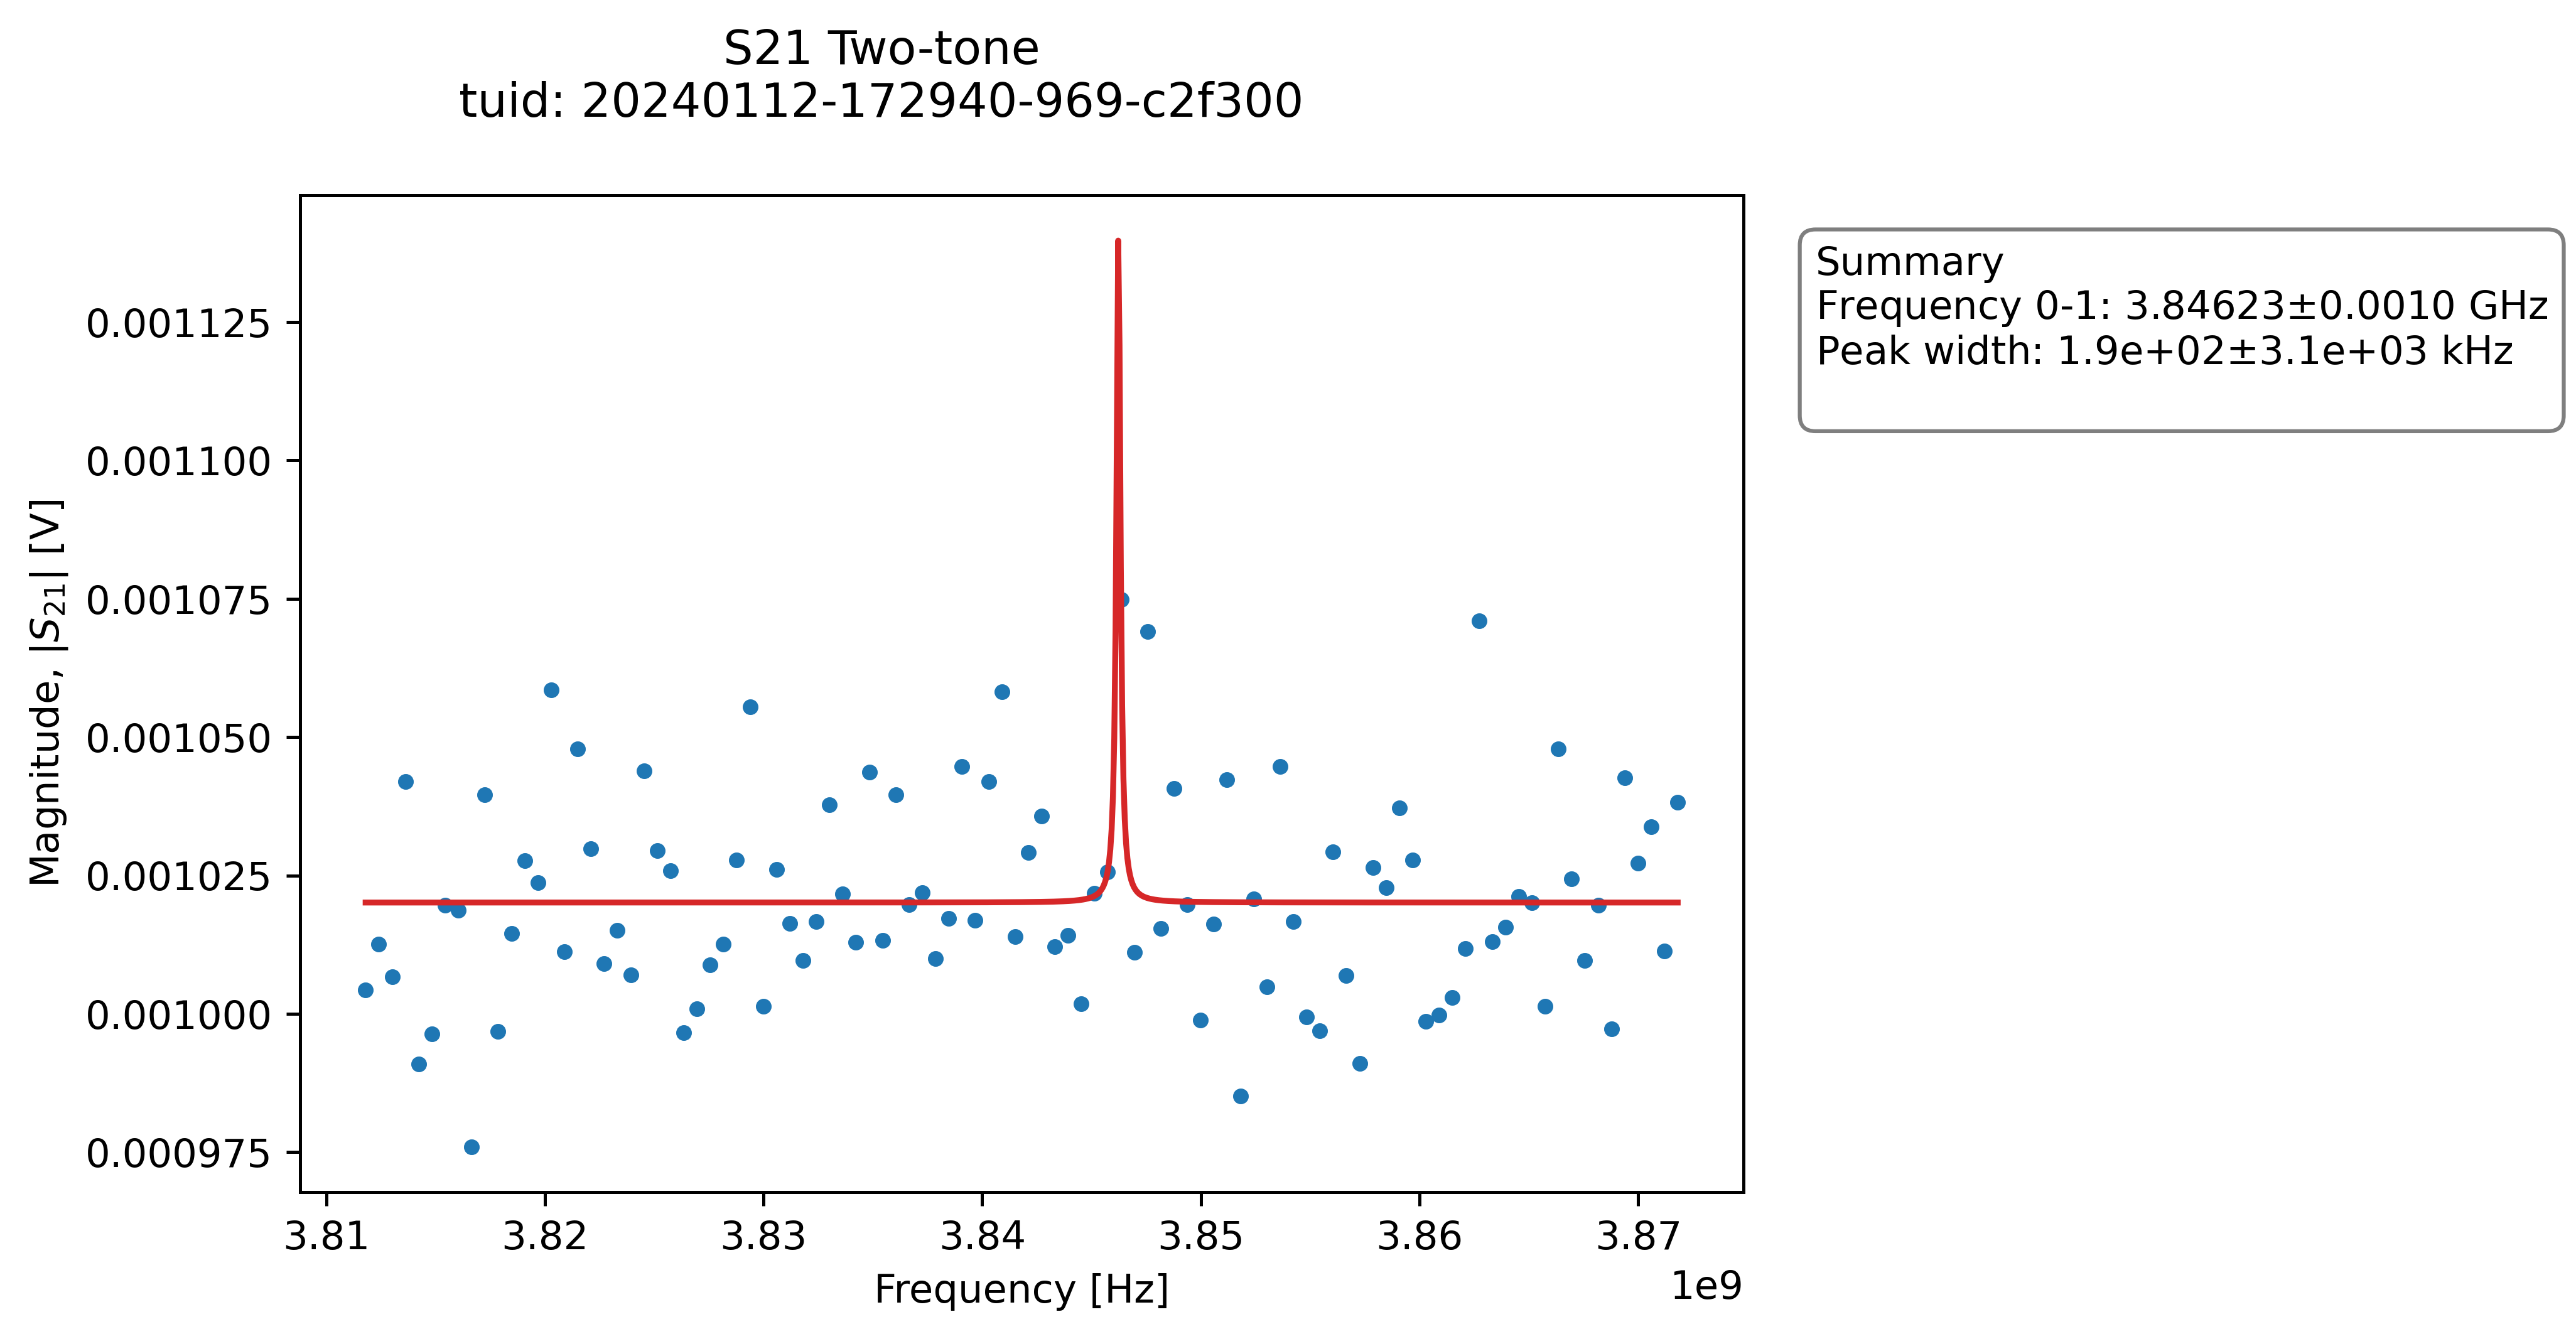 S21 Two-tone
tuid: 20240112-172940-969-c2f300
Summary
Frequency 0-1: 3.84623±0.0010 GHz
Peak width: 1.9e+02±3.1e+03 kHz
Magnitude, |S21| [V]
0.001125
0.001100
0.001075
0.001050
0.001025
0.001000
0.000975
3.81 3.82 3.83 3.84 3.85 3.86 3.87
1e9
Frequency [Hz]